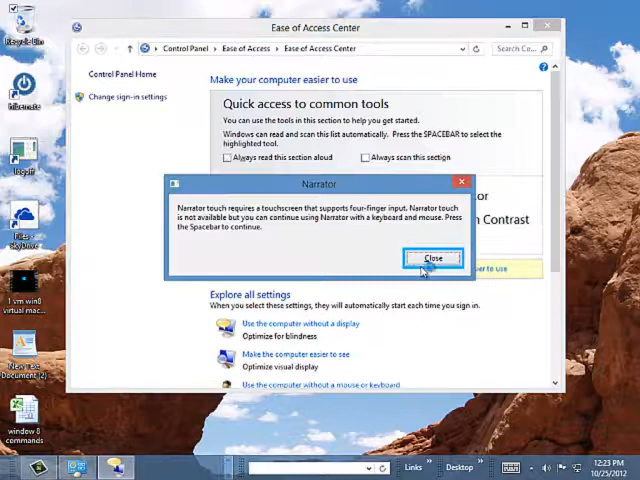 Recycle Bin
hibernate
logoff
Files -
skyDrive
1 vm win8
virtual mac...
New Text
Document (2)
window 8
commands
Ease of Access Center
Control Panel
Ease of Access
Ease of Access Center
Search Co...
Control Panel Home
Change sign-in settings
Make your computer easier to use
Quick access to common tools
You can use the tools in this section to help you get started.
Windows can read and scan this list automatically. Press the SPACEBAR to select the
highlighted tool.
Always read this section aloud
Always scan this section
Narrator
Narrator touch requires a touchscreen that supports four-finger input. Narrator touch
is not available but you can continue using Narrator with a keyboard and mouse. Press
the Spacebar to continue.
Close
Contrast
to use
Explore all settings
When you select these settings, they will automatically start each time you sign in.
Use the computer without a display
Optimize for blindness
Make the computer easier to see
Optimize visual display
Use the computer without a mouse or keyboard
Links
Desktop
12:23 PM
10/25/2012